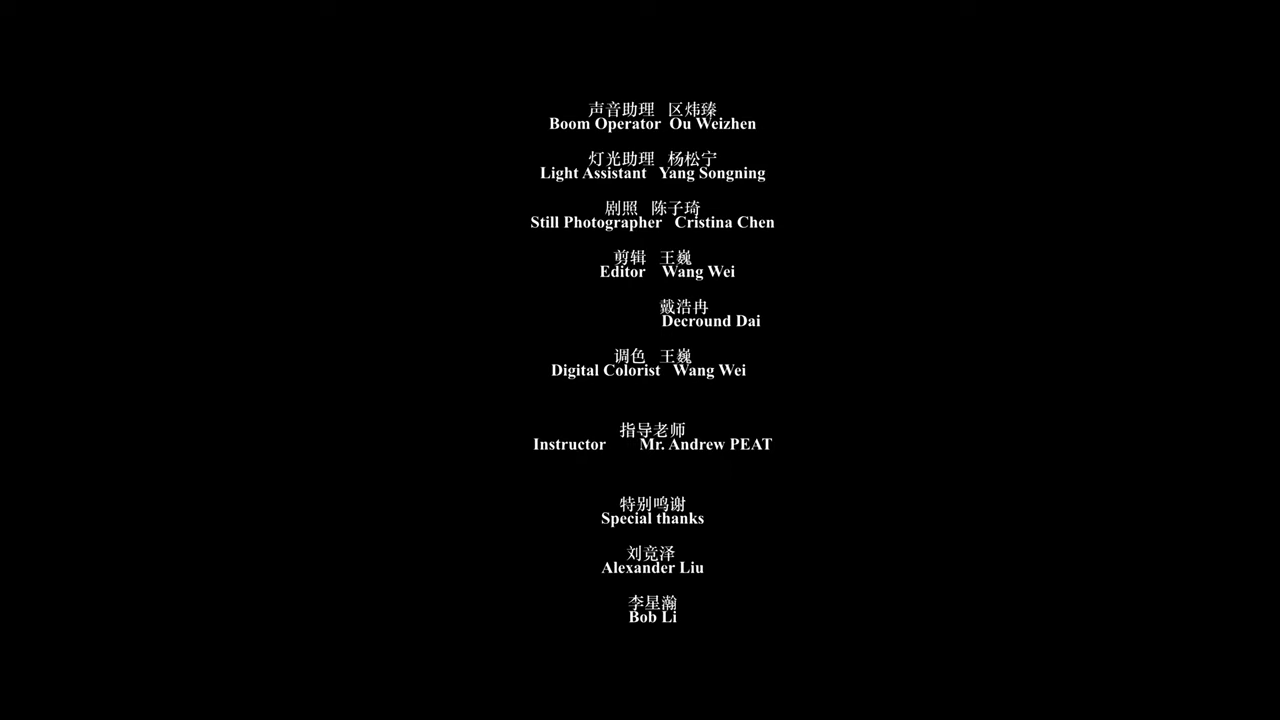 声音助理 区炜臻
Boom Operator Ou Weizhen
灯光助理 杨松宁
Light Assistant Yang Songning
剧照 陈子琦
Still Photographer Cristina Chen
剪辑 王巍
Editor Wang Wei
戴浩冉
Decround Dai
调色 王巍
Digital Colorist Wang Wei
指导老师
Instructor Mr. Andrew PEAT
特别鸣谢
Special thanks
刘竞泽
Alexander Liu
李星瀚
Bob Li